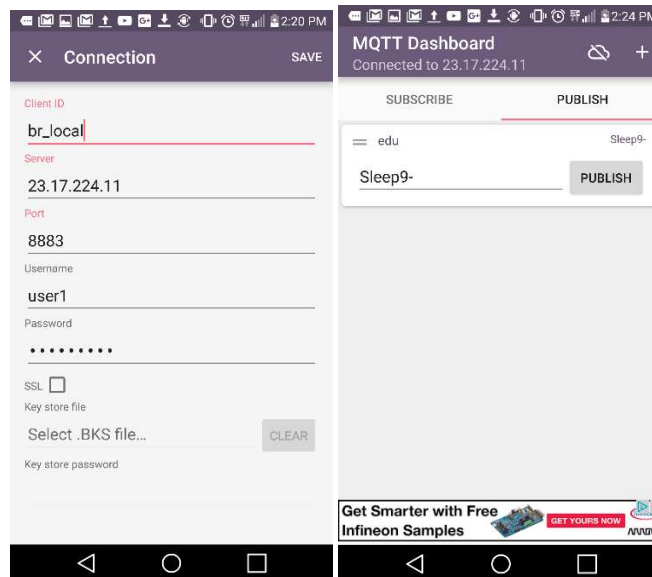 2:20 PM
Connection
SAVE
Client ID
br_local
Server
23.17.224.11
Port
8883
Username
user1
Password
•••••••••
SSL
Key store file
Select .BKS file...
CLEAR
Key store password
2:24 PM
MQTT Dashboard
Connected to 23.17.224.11
SUBSCRIBE
PUBLISH
edu
Sleep9-
Sleep9-
PUBLISH
Get Smarter with Free
Infineon Samples
GET YOURS NOW